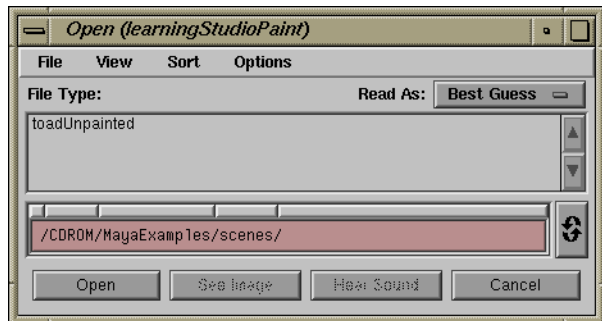 Open (learningStudioPaint)
File View Sort Options
File Type: Read As: Best Guess
toadUnpainted
/CDROM/MayaExamples/scenes/
Open See Image Hear Sound Cancel